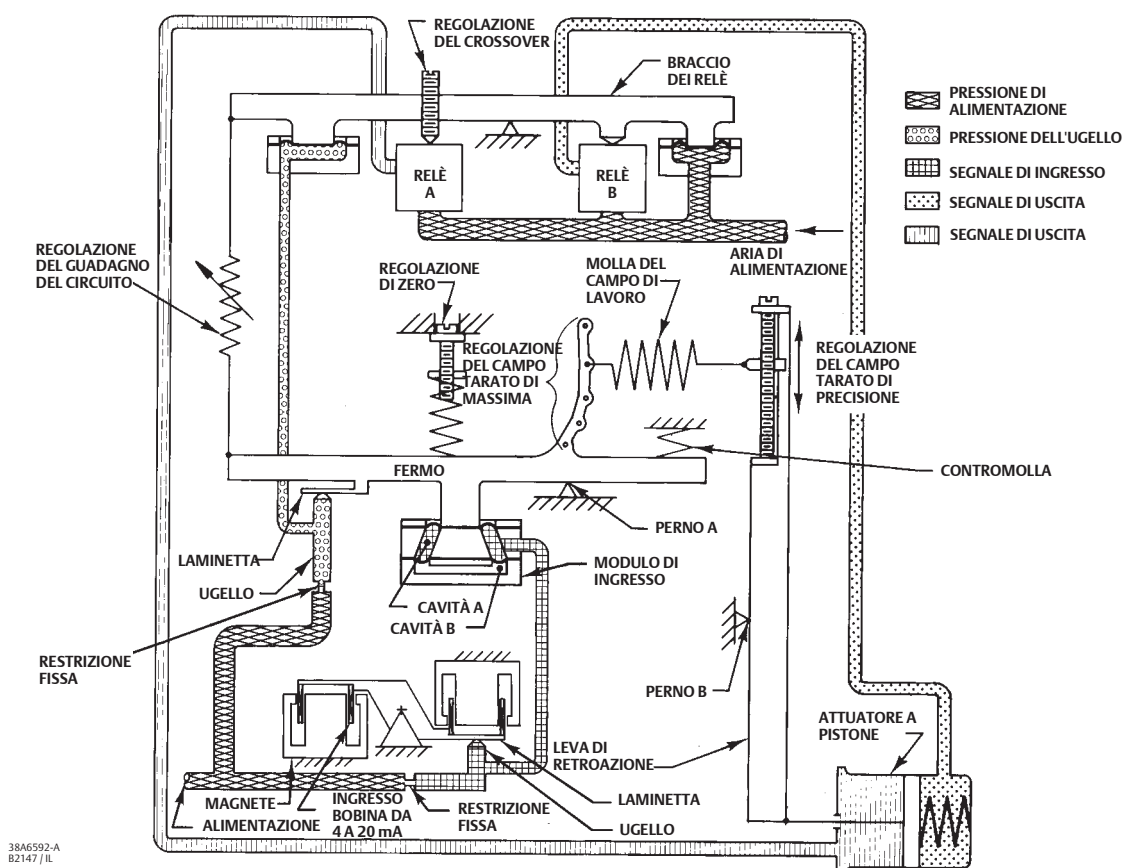 REGOLAZIONE
DEL CROSSOVER
BRACCIO
DEI RELÈ
PRESSIONE DI
ALIMENTAZIONE
PRESSIONE DELL'UGELLO
SEGNALE DI INGRESSO
SEGNALE DI USCITA
SEGNALE DI USCITA
RELÈ
A
RELÈ
B
REGOLAZIONE
DEL GUADAGNO
DEL CIRCUITO
REGOLAZIONE
DI ZERO
MOLLA DEL
CAMPO DI
LAVORO
ARIA DI
ALIMENTAZIONE
REGOLAZIONE
DEL CAMPO
TARATO DI
MASSIMA
REGOLAZIONE
DEL CAMPO
TARATO DI
PRECISIONE
FERMO
CONTROMOLLA
PERNO A
LAMINETTA
UGELLO
MODULO DI
INGRESSO
CAVITÀ A
CAVITÀ B
RESTRIZIONE
FISSA
PERNO B
ATTUATORE A
PISTONE
LEVA DI
RETROAZIONE
MAGNETE
ALIMENTAZIONE
INGRESSO
BOBINA DA
4 A 20 mA
RESTRIZIONE
FISSA
LAMINETTA
UGELLO
38A6592-A
B2147 / IL